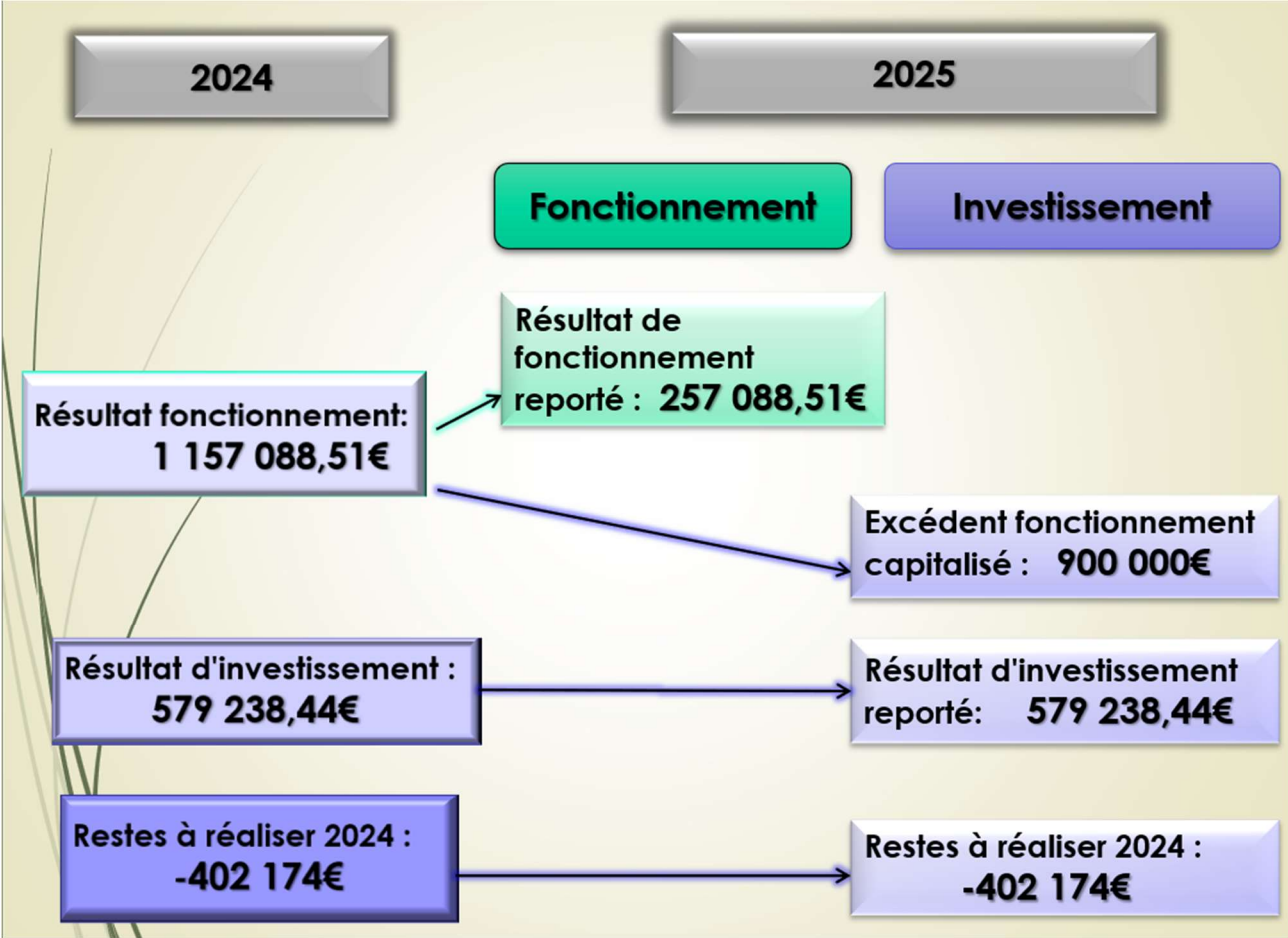 2024
2025
Fonctionnement
Investissement
Résultat de
fonctionnement
reporté : 257 088,51€
Résultat fonctionnement:
1 157 088,51€
Excédent fonctionnement
capitalisé : 900 000€
Résultat d'investissement :
579 238,44€
Résultat d'investissement
reporté: 579 238,44€
Restes à réaliser 2024 :
-402 174€
Restes à réaliser 2024 :
-402 174€